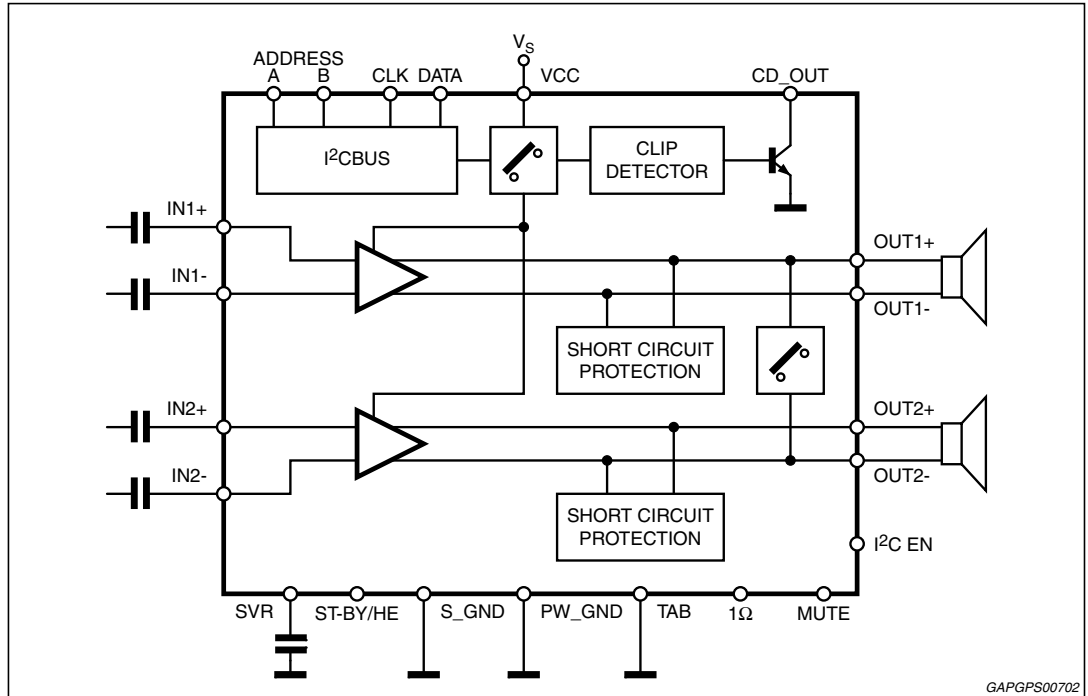 V_S
ADDRESS
A B CLK DATA VCC CD_OUT
I²CBUS
CLIP
DETECTOR
IN1+
OUT1+
IN1-
OUT1-
SHORT CIRCUIT
PROTECTION
IN2+
OUT2+
IN2-
OUT2-
SHORT CIRCUIT
PROTECTION
I²C EN
SVR ST-BY/HE S_GND PW_GND TAB 1Ω MUTE
GAPGPS00702